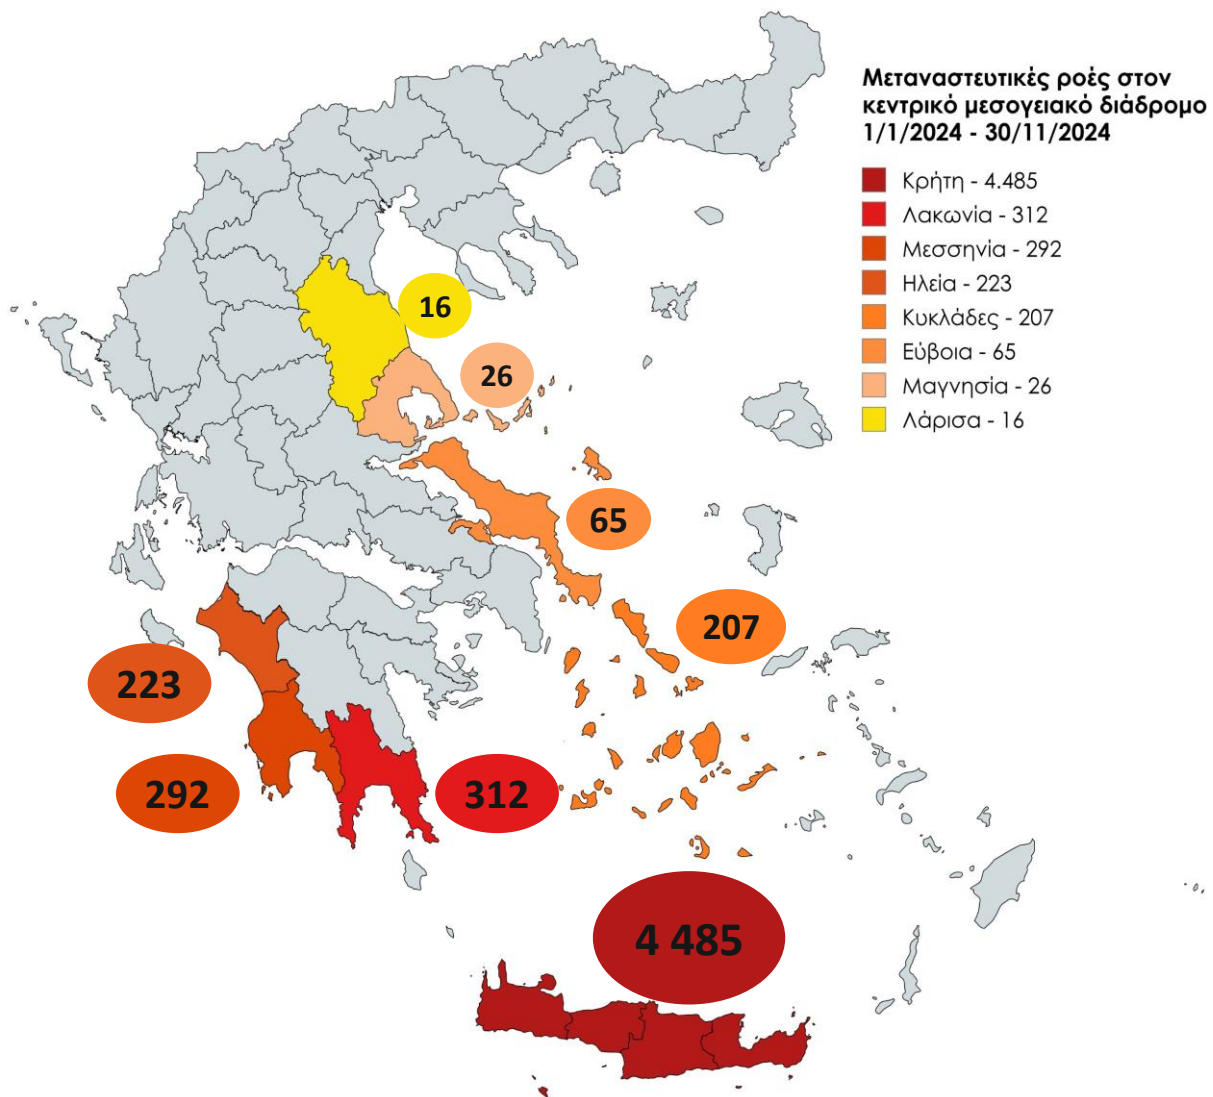 Μεταναστευτικές ροές στον
κεντρικό μεσογειακό διάδρομο
1/1/2024 - 30/11/2024
Κρήτη - 4.485
Λακωνία - 312
Μεσσηνία - 292
Ηλεία - 223
Κυκλάδες - 207
Εύβοια - 65
Μαγνησία - 26
Λάρισα - 16
16
26
65
207
223
292
312
4 485